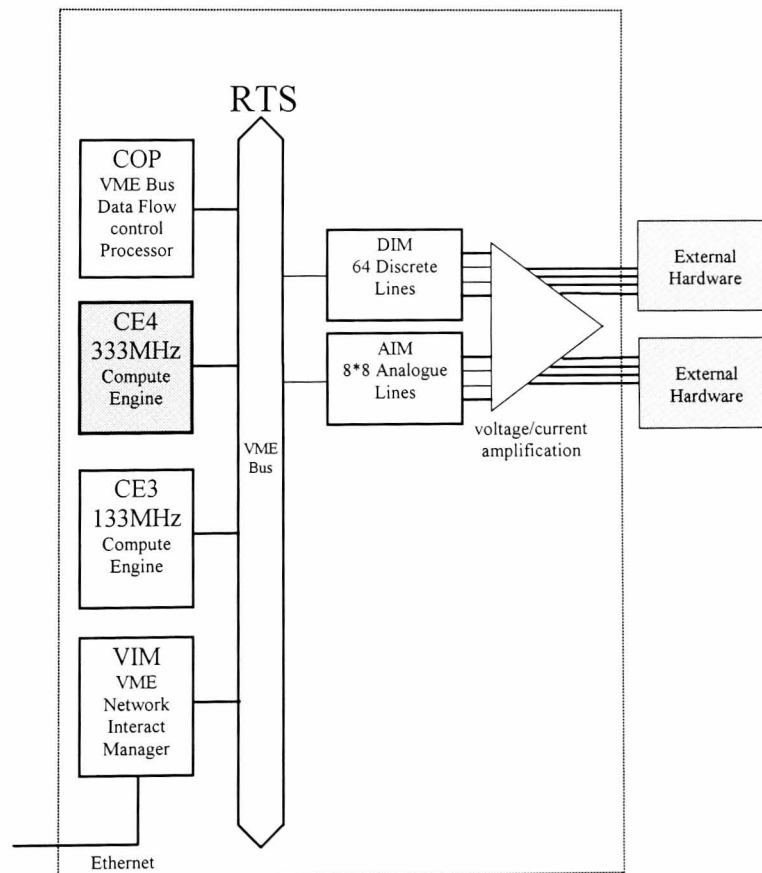 RTS
COP
VME Bus
Data Flow
control
Processor
CE4
333MHz
Compute
Engine
CE3
133MHz
Compute
Engine
VIM
VME
Network
Interact
Manager
Ethernet
VME
Bus
DIM
64 Discrete
Lines
AIM
8*8 Analogue
Lines
voltage/current
amplification
External
Hardware
External
Hardware